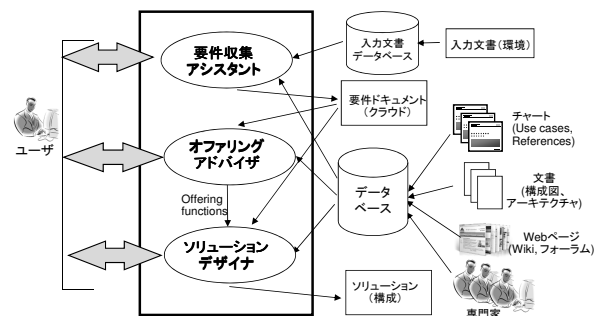 要件収集
アシスタント
入力文書
データベース
入力文書(環境)
要件ドキュメント
(クラウド)
チャート
(Use cases,
References)
ユーザ
オファリング
アドバイザ
データ
ベース
文書
(構成図、
アーキテクチャ)
Offering
functions
Webページ
(Wiki, フォーラム)
ソリューション
デザイナ
ソリューション
(構成)
専門家